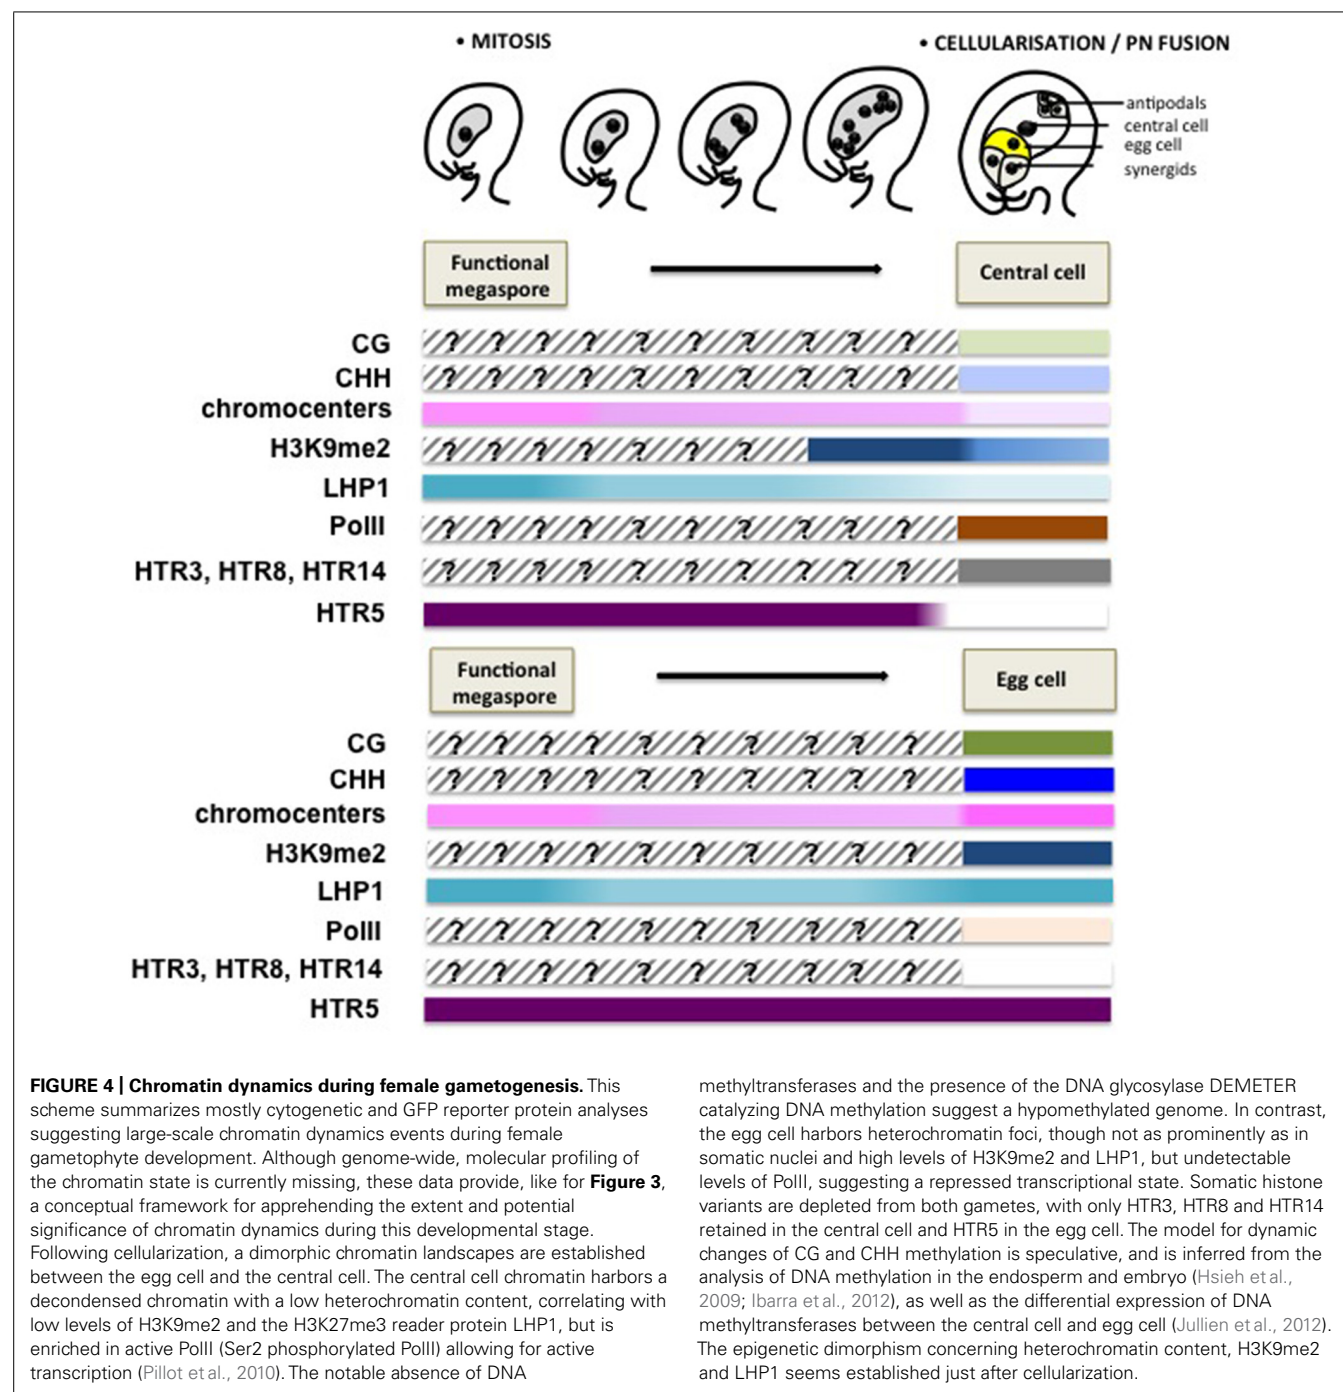 • MITOSIS
• CELLULARISATION / PN FUSION
antipodals
central cell
egg cell
synergids
Functional
megaspore
Central cell
CG
? ? ? ? ? ? ? ? ? ?
CHH
? ? ? ? ? ? ? ? ? ?
chromocenters
H3K9me2
? ? ? ? ? ? ?
LHP1
PolII
? ? ? ? ? ? ? ? ? ?
HTR3, HTR8, HTR14
? ? ? ? ? ? ? ? ? ?
HTR5
Functional
megaspore
Egg cell
CG
? ? ? ? ? ? ? ? ? ?
CHH
? ? ? ? ? ? ? ? ? ?
chromocenters
H3K9me2
? ? ? ? ? ? ? ? ? ?
LHP1
PolII
? ? ? ? ? ? ? ? ? ?
HTR3, HTR8, HTR14
? ? ? ? ? ? ? ? ? ?
HTR5
FIGURE 4 | Chromatin dynamics during female gametogenesis. This
scheme summarizes mostly cytogenetic and GFP reporter protein analyses
suggesting large-scale chromatin dynamics events during female
gametophyte development. Although genome-wide, molecular profiling of
the chromatin state is currently missing, these data provide, like for Figure 3,
a conceptual framework for apprehending the extent and potential
significance of chromatin dynamics during this developmental stage.
Following cellularization, a dimorphic chromatin landscapes are established
between the egg cell and the central cell. The central cell chromatin harbors a
decondensed chromatin with a low heterochromatin content, correlating with
low levels of H3K9me2 and the H3K27me3 reader protein LHP1, but is
enriched in active PolII (Ser2 phosphorylated PolII) allowing for active
transcription (Pillot et al., 2010). The notable absence of DNA
methyltransferases and the presence of the DNA glycosylase DEMETER
catalyzing DNA methylation suggest a hypomethylated genome. In contrast,
the egg cell harbors heterochromatin foci, though not as prominently as in
somatic nuclei and high levels of H3K9me2 and LHP1, but undetectable
levels of PolII, suggesting a repressed transcriptional state. Somatic histone
variants are depleted from both gametes, with only HTR3, HTR8 and HTR14
retained in the central cell and HTR5 in the egg cell. The model for dynamic
changes of CG and CHH methylation is speculative, and is inferred from the
analysis of DNA methylation in the endosperm and embryo (Hsieh et al.,
2009; Ibarra et al., 2012), as well as the differential expression of DNA
methyltransferases between the central cell and egg cell (Jullien et al., 2012).
The epigenetic dimorphism concerning heterochromatin content, H3K9me2
and LHP1 seems established just after cellularization.